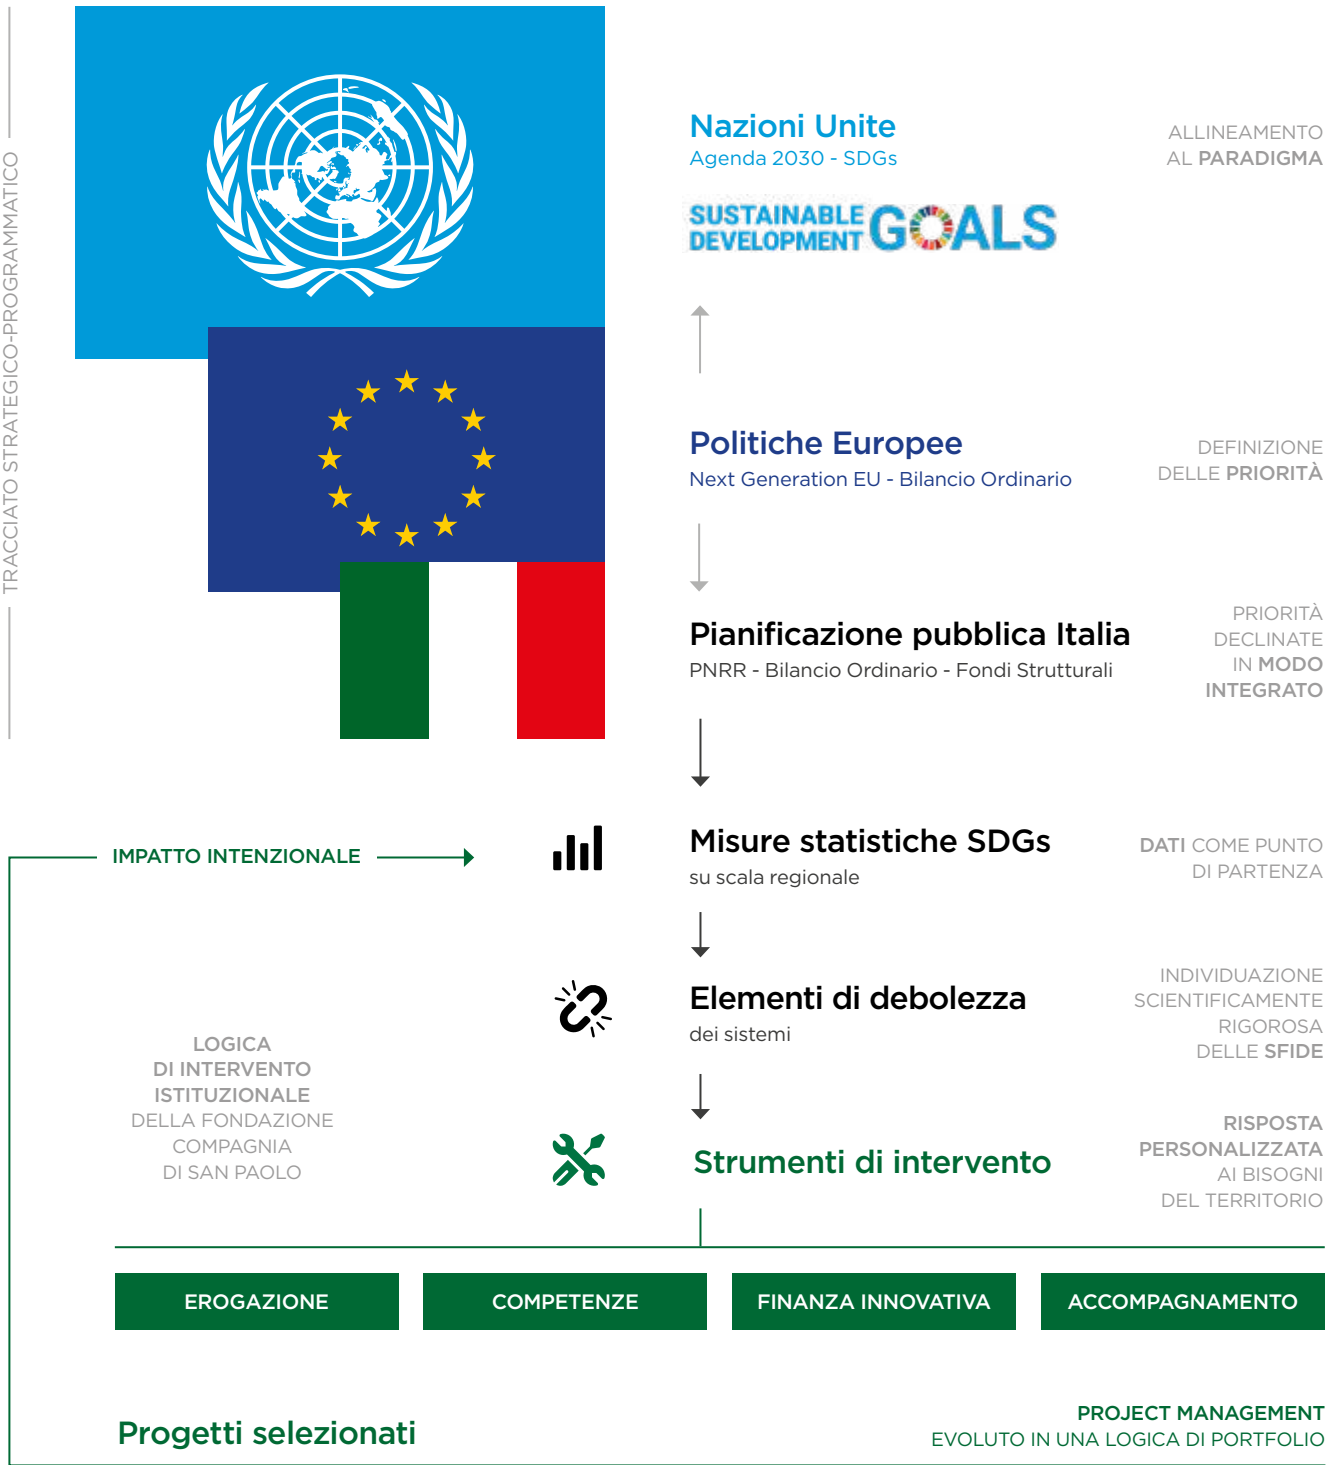 TRACCIATO STRATEGICO-PROGRAMMATICO
Nazioni Unite
Agenda 2030 - SDGs
ALLINEAMENTO
AL PARADIGMA
SUSTAINABLE
DEVELOPMENT
GOALS
Politiche Europee
Next Generation EU - Bilancio Ordinario
DEFINIZIONE
DELLE PRIORITÀ
Pianificazione pubblica Italia
PNRR - Bilancio Ordinario - Fondi Strutturali
PRIORITÀ
DECLINATE
IN MODO
INTEGRATO
IMPATTO INTENZIONALE
Misure statistiche SDGs
su scala regionale
DATI COME PUNTO
DI PARTENZA
Elementi di debolezza
dei sistemi
INDIVIDUAZIONE
SCIENTIFICAMENTE
RIGOROSA
DELLE SFIDE
LOGICA
DI INTERVENTO
ISTITUZIONALE
DELLA FONDAZIONE
COMPAGNIA
DI SAN PAOLO
Strumenti di intervento
RISPOSTA
PERSONALIZZATA
AI BISOGNI
DEL TERRITORIO
EROGAZIONE
COMPETENZE
FINANZA INNOVATIVA
ACCOMPAGNAMENTO
Progetti selezionati
PROJECT MANAGEMENT
EVOLUTO IN UNA LOGICA DI PORTFOLIO